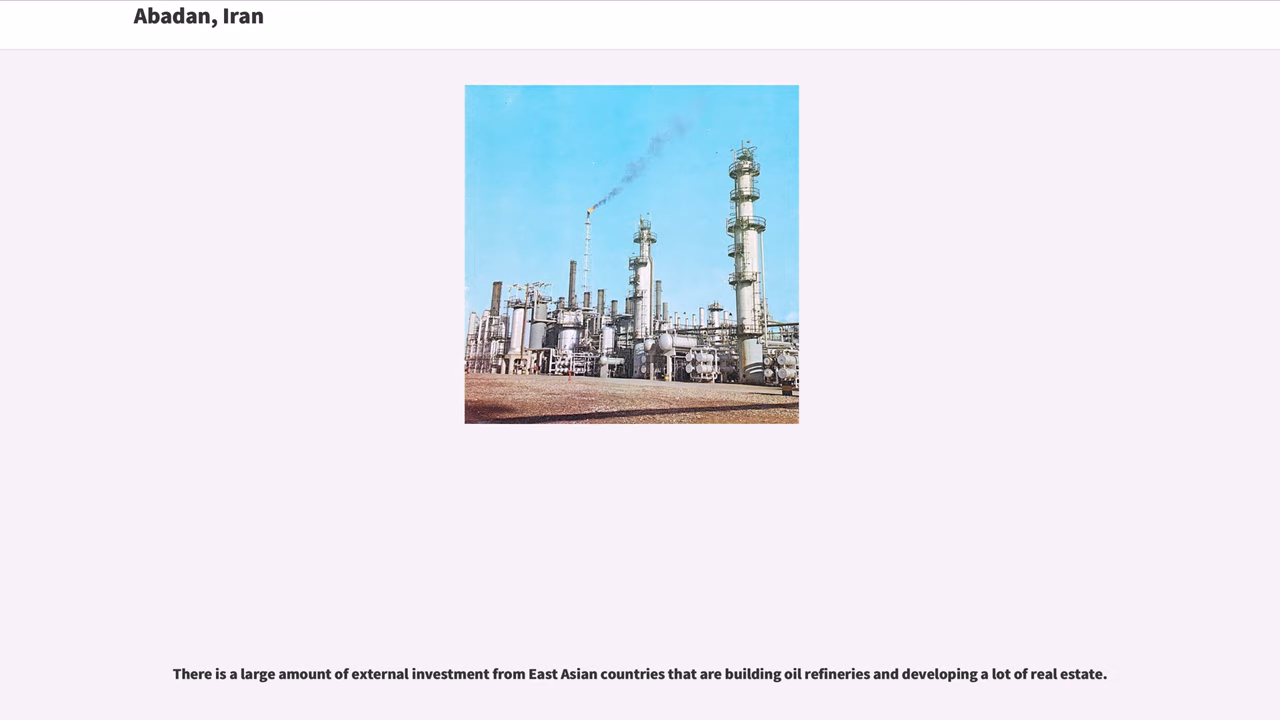 Abadan, Iran
There is a large amount of external investment from East Asian countries that are building oil refineries and developing a lot of real estate.